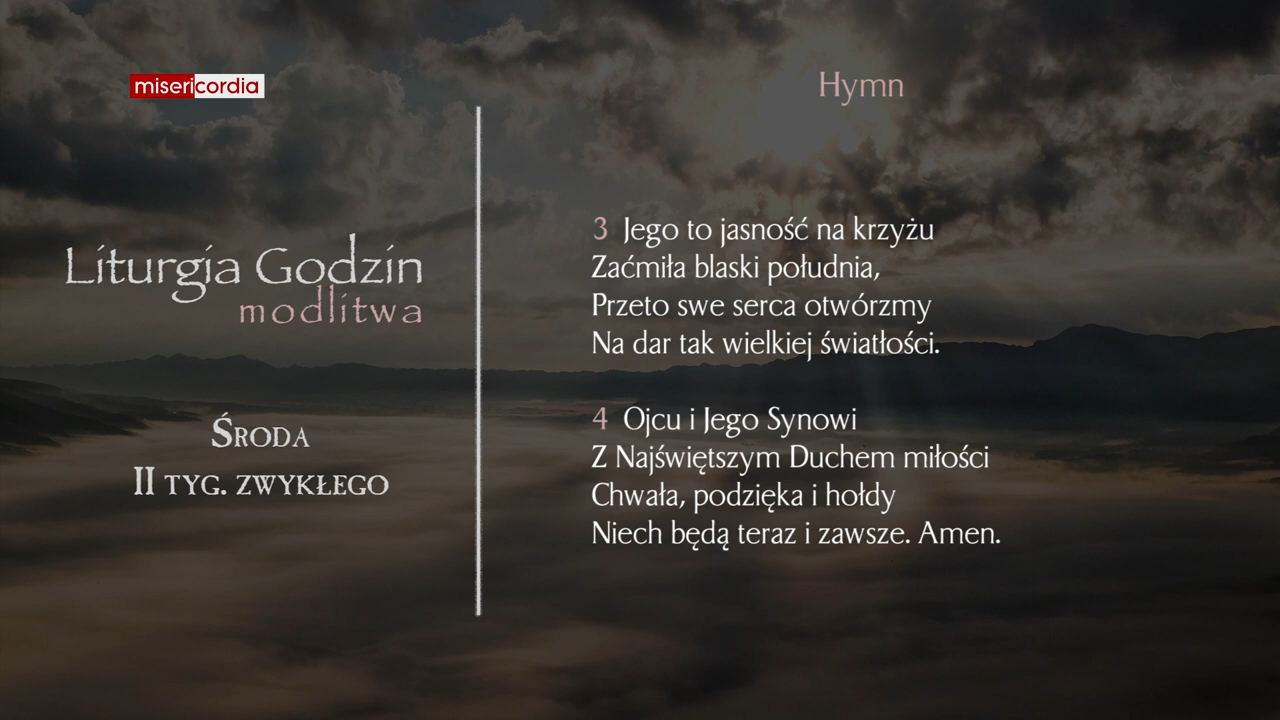 misericordia
Liturgia Godzin
modlitwa
Środa
II tyg. zwykłego
Hymn
3 Jego to jasność na krzyżu
Zaćmiła blaski południa,
Przeto swe serca otwórzmy
Na dar tak wielkiej światłości.
4 Ojcu i Jego Synowi
Z Najświętszym Duchem miłości
Chwała, podzięka i hołdy
Niech będą teraz i zawsze. Amen.